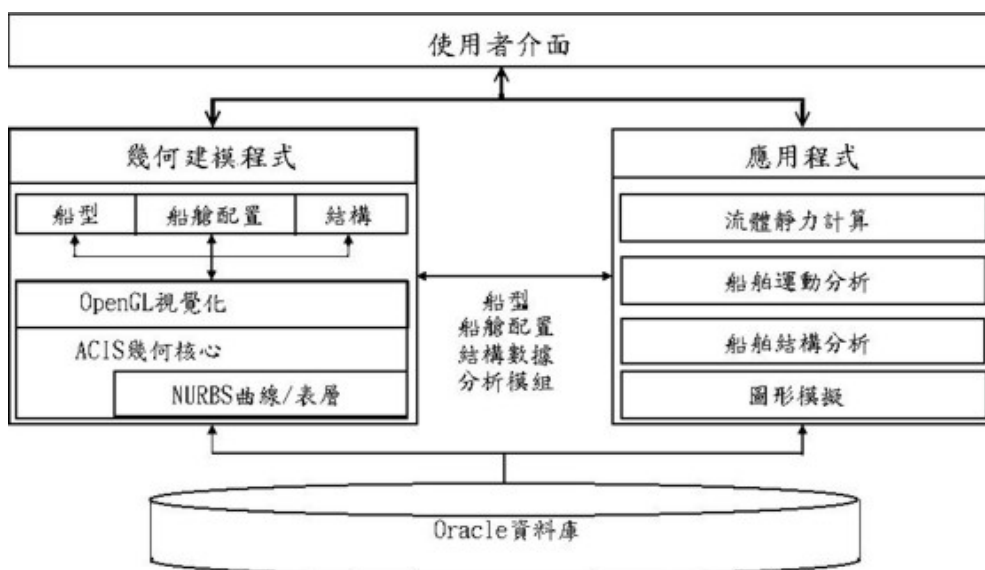 使用者介面
幾何建模程式
船型
船艙配置
結構
OpenGL視覺化
ACIS幾何核心
NURBS曲線/表層
船型
船艙配置
結構數據
分析模組
應用程式
流體靜力計算
船舶運動分析
船舶結構分析
圖形模擬
Oracle資料庫